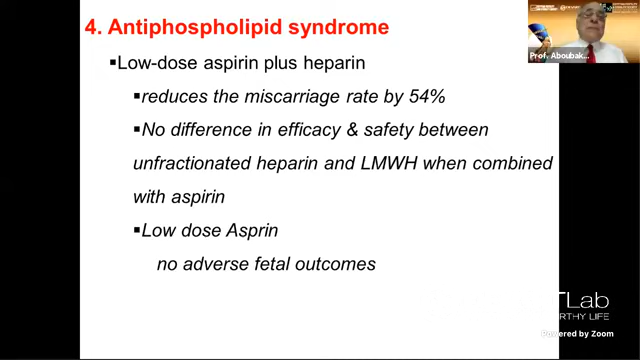 4. Antiphospholipid syndrome
▪Low-dose aspirin plus heparin
▪reduces the miscarriage rate by 54%
▪No difference in efficacy & safety between
unfractionated heparin and LMWH when combined
with aspirin
▪Low dose Asprin
no adverse fetal outcomes
Prof. Aboubak...
TLab
RTHY LIFE
Powered by Zoom